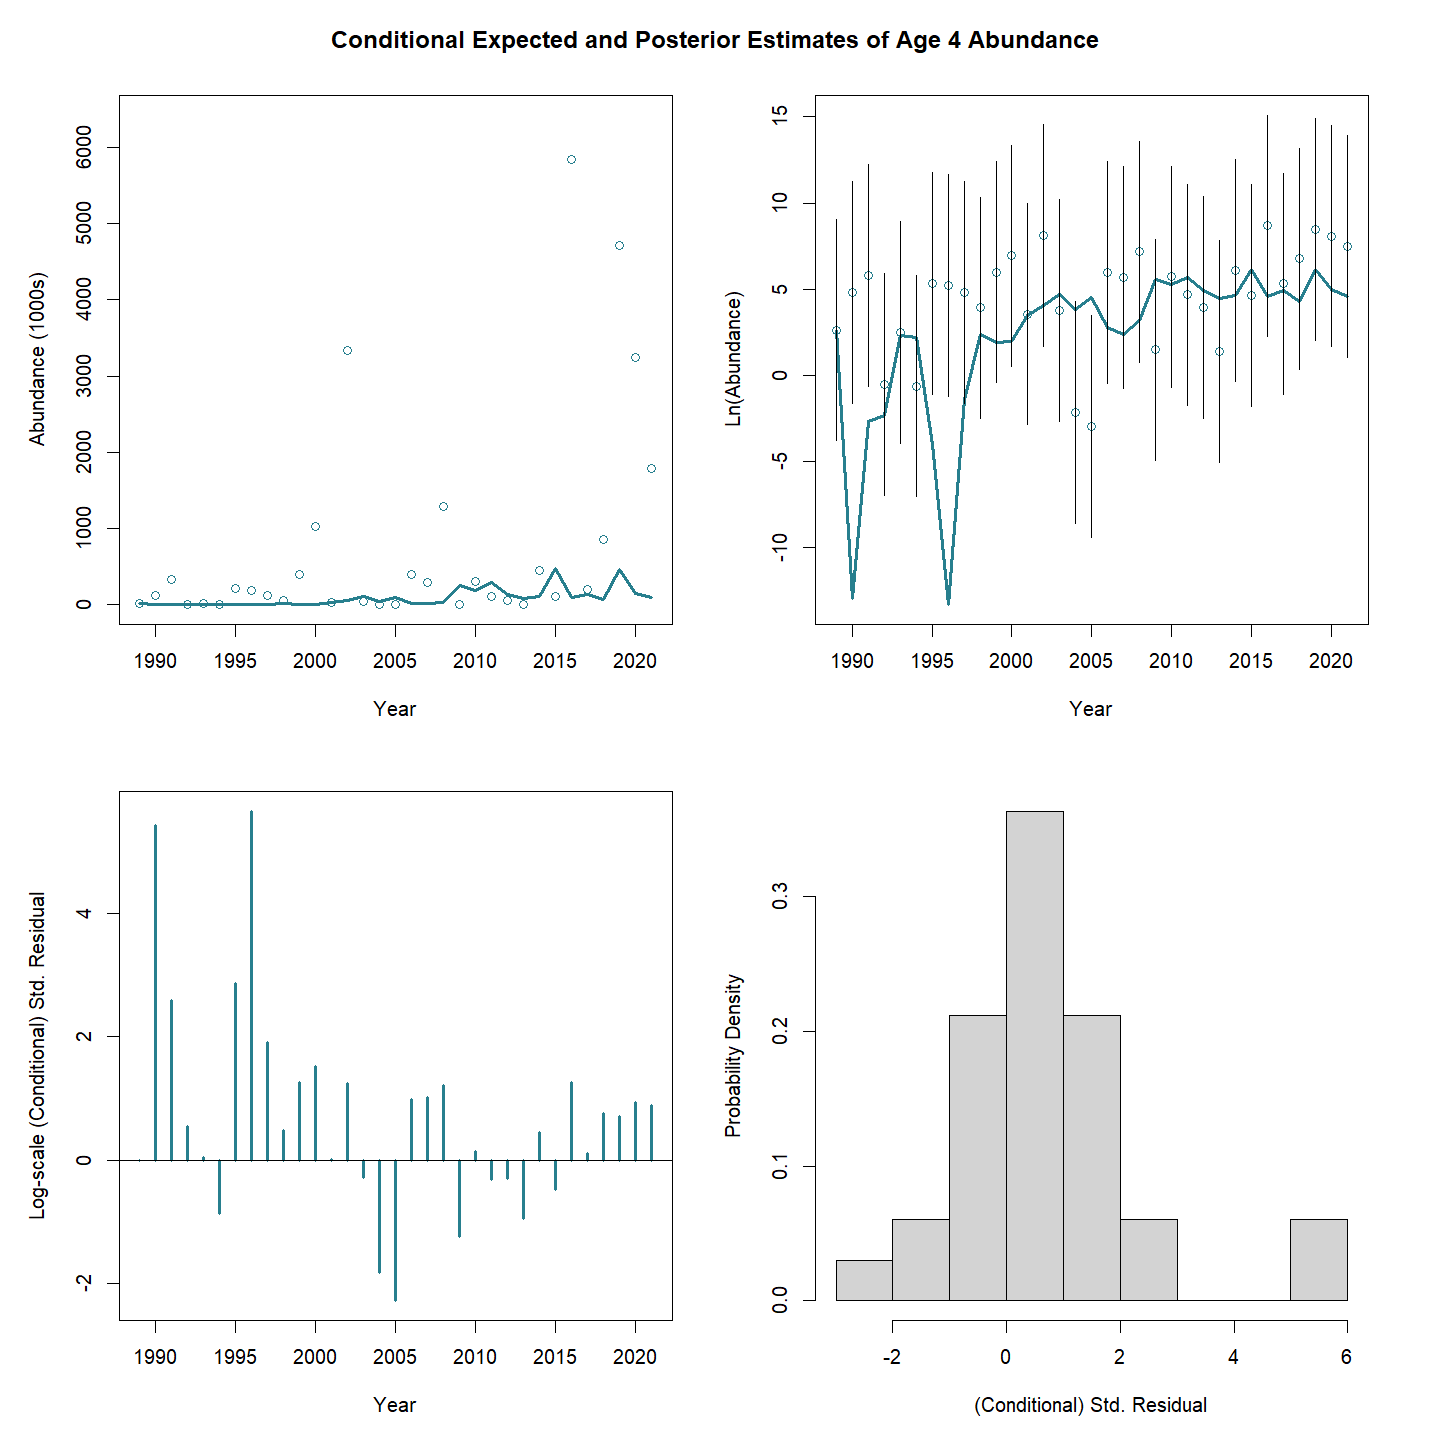 Conditional Expected and Posterior Estimates of Age 4 Abundance
Abundance (1000s)
0 1000 2000 3000 4000 5000 6000
1990 1995 2000 2005 2010 2015 2020
Year
Ln(Abundance)
-10 -5 0 5 10 15
1990 1995 2000 2005 2010 2015 2020
Year
Log-scale (Conditional) Std. Residual
-2 0 2 4
1990 1995 2000 2005 2010 2015 2020
Year
Probability Density
0.0 0.1 0.2 0.3
-2 0 2 4 6
(Conditional) Std. Residual